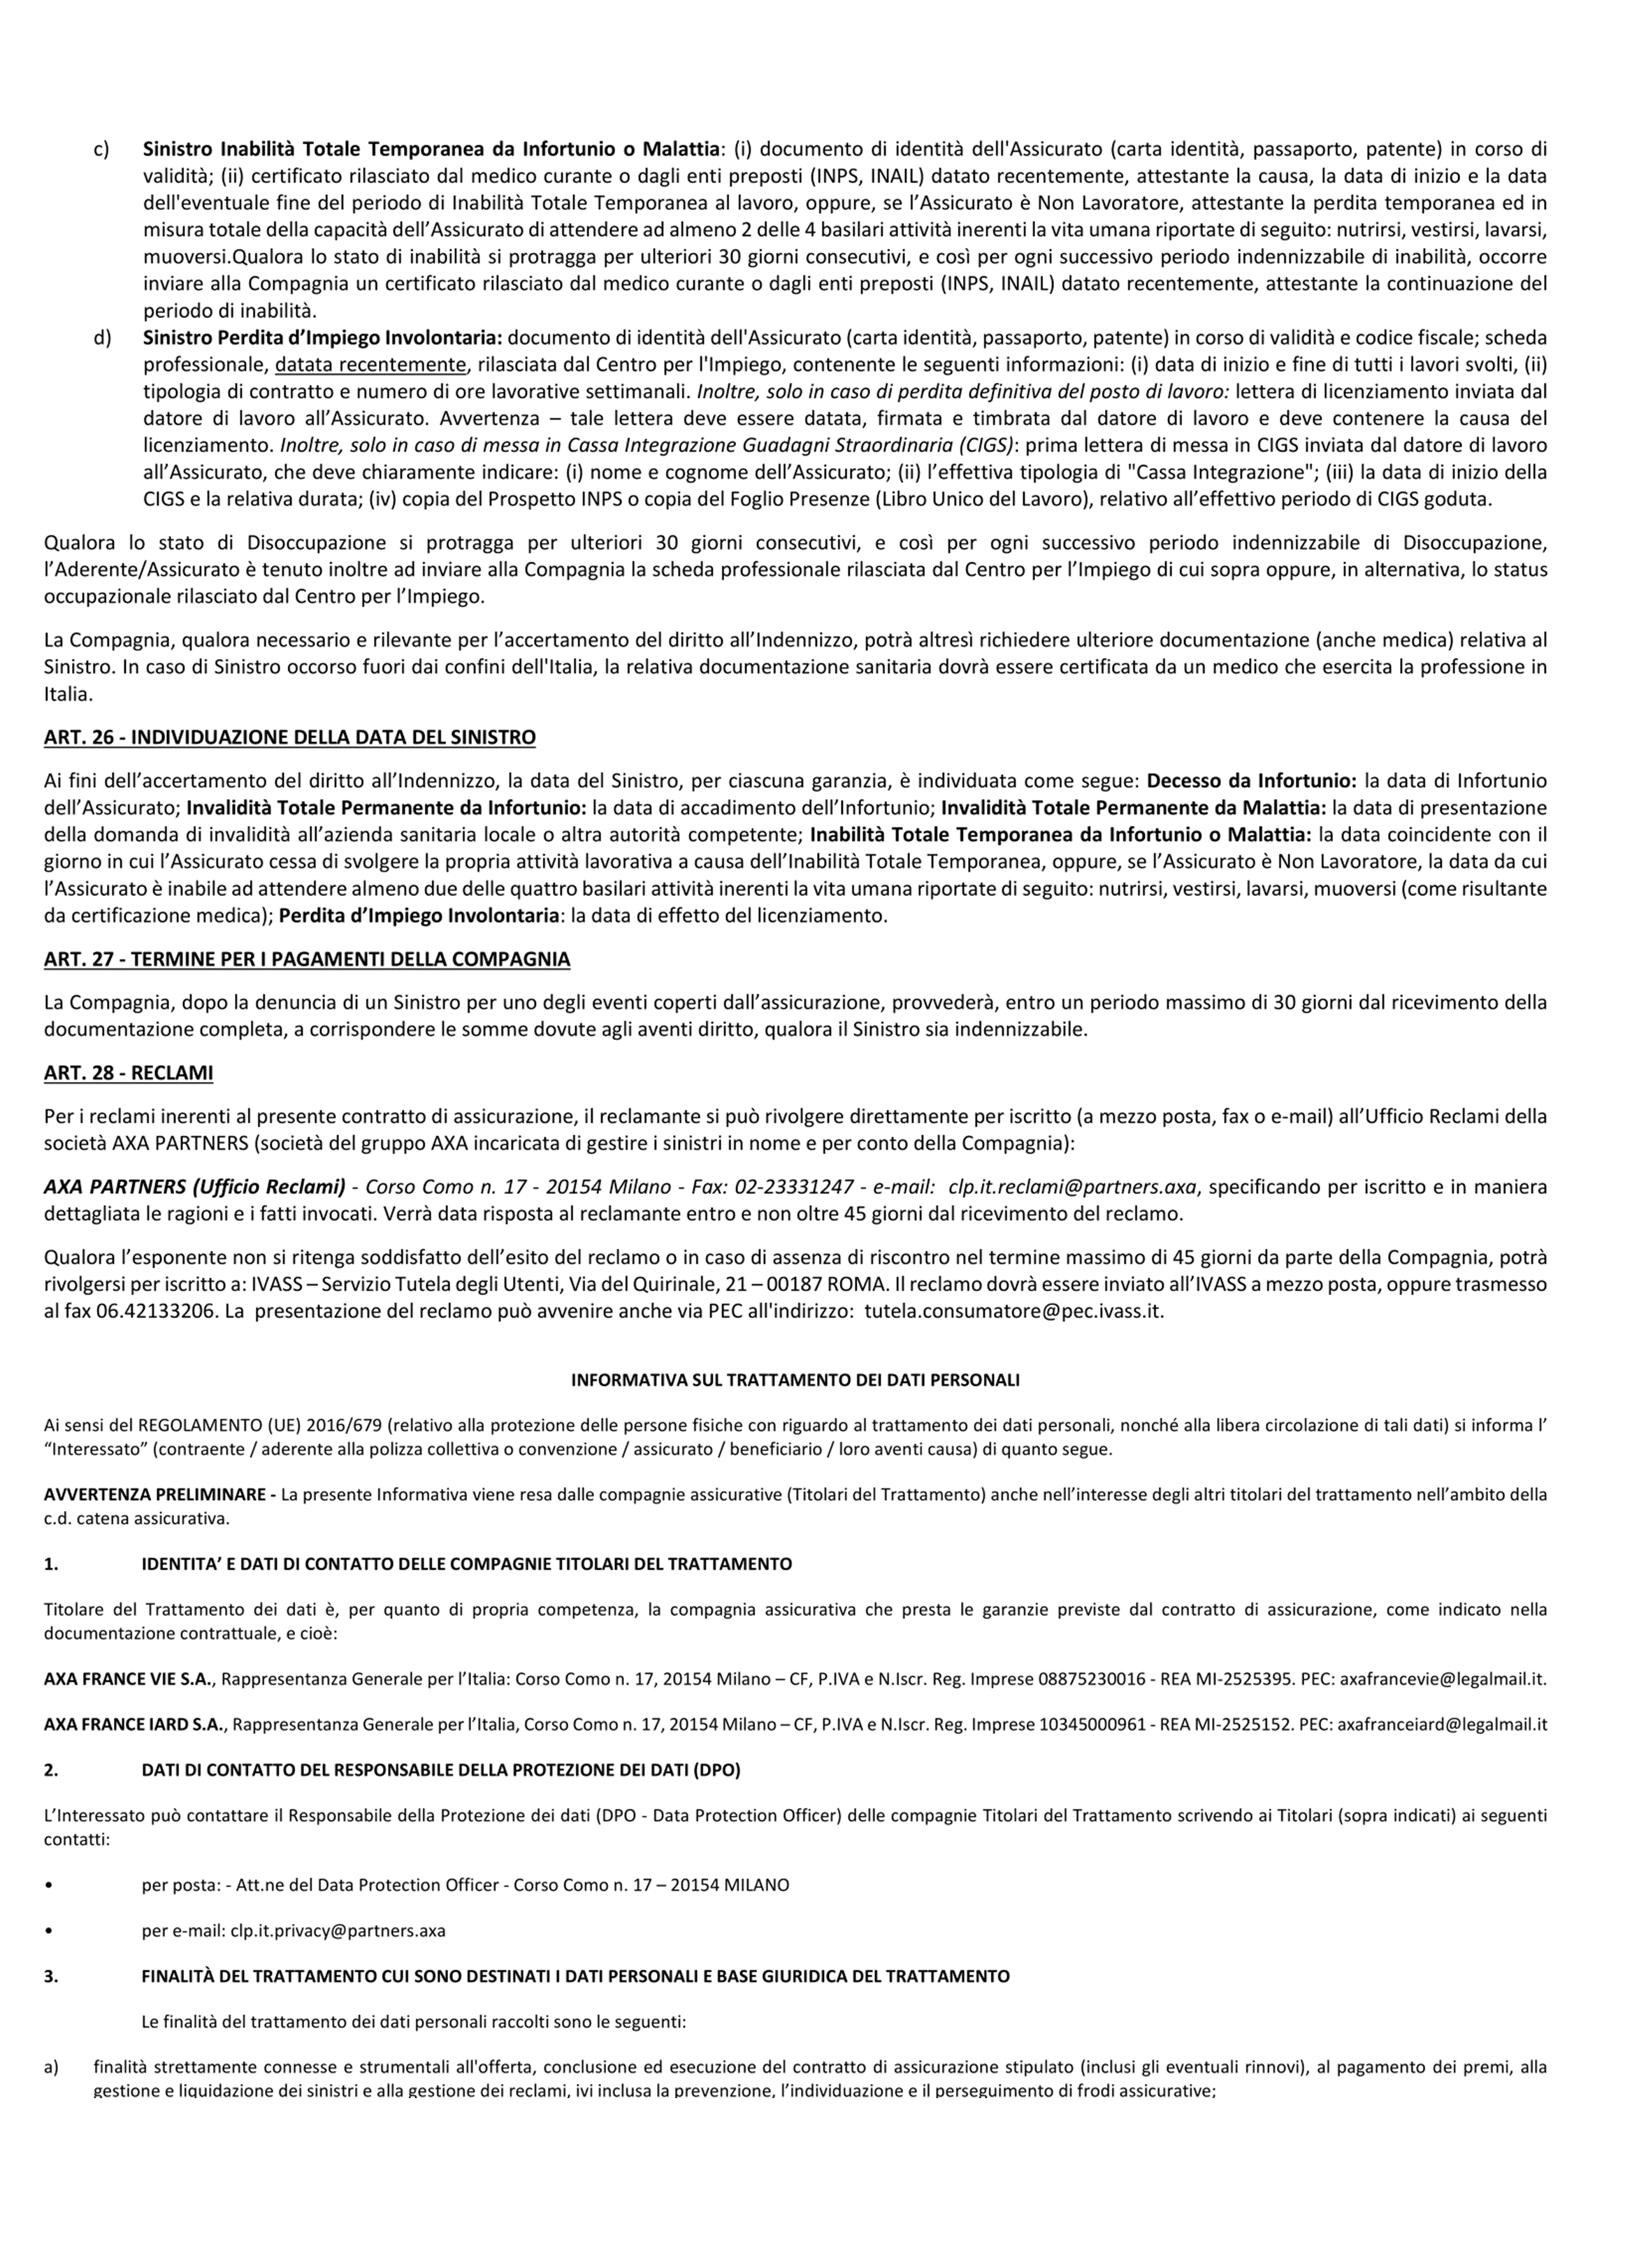 c) Sinistro Inabilità Totale Temporanea da Infortunio o Malattia: (i) documento di identità dell'Assicurato (carta identità, passaporto, patente) in corso di
validità; (ii) certificato rilasciato dal medico curante o dagli enti preposti (INPS, INAIL) datato recentemente, attestante la causa, la data di inizio e la data
dell'eventuale fine del periodo di Inabilità Totale Temporanea al lavoro, oppure, se l’Assicurato è Non Lavoratore, attestante la perdita temporanea ed in
misura totale della capacità dell’Assicurato di attendere ad almeno 2 delle 4 basilari attività inerenti la vita umana riportate di seguito: nutrirsi, vestirsi, lavarsi,
muoversi.Qualora lo stato di inabilità si protragga per ulteriori 30 giorni consecutivi, e così per ogni successivo periodo indennizzabile di inabilità, occorre
inviare alla Compagnia un certificato rilasciato dal medico curante o dagli enti preposti (INPS, INAIL) datato recentemente, attestante la continuazione del
periodo di inabilità.
d) Sinistro Perdita d’Impiego Involontaria: documento di identità dell'Assicurato (carta identità, passaporto, patente) in corso di validità e codice fiscale; scheda
professionale, datata recentemente, rilasciata dal Centro per l'Impiego, contenente le seguenti informazioni: (i) data di inizio e fine di tutti i lavori svolti, (ii)
tipologia di contratto e numero di ore lavorative settimanali. Inoltre, solo in caso di perdita definitiva del posto di lavoro: lettera di licenziamento inviata dal
datore di lavoro all’Assicurato. Avvertenza – tale lettera deve essere datata, firmata e timbrata dal datore di lavoro e deve contenere la causa del
licenziamento. Inoltre, solo in caso di messa in Cassa Integrazione Guadagni Straordinaria (CIGS): prima lettera di messa in CIGS inviata dal datore di lavoro
all’Assicurato, che deve chiaramente indicare: (i) nome e cognome dell’Assicurato; (ii) l’effettiva tipologia di "Cassa Integrazione"; (iii) la data di inizio della
CIGS e la relativa durata; (iv) copia del Prospetto INPS o copia del Foglio Presenze (Libro Unico del Lavoro), relativo all’effettivo periodo di CIGS goduta.
Qualora lo stato di Disoccupazione si protragga per ulteriori 30 giorni consecutivi, e così per ogni successivo periodo indennizzabile di Disoccupazione,
l’Aderente/Assicurato è tenuto inoltre ad inviare alla Compagnia la scheda professionale rilasciata dal Centro per l’Impiego di cui sopra oppure, in alternativa, lo status
occupazionale rilasciato dal Centro per l’Impiego.
La Compagnia, qualora necessario e rilevante per l’accertamento del diritto all’Indennizzo, potrà altresì richiedere ulteriore documentazione (anche medica) relativa al
Sinistro. In caso di Sinistro occorso fuori dai confini dell'Italia, la relativa documentazione sanitaria dovrà essere certificata da un medico che esercita la professione in
Italia.
ART. 26 - INDIVIDUAZIONE DELLA DATA DEL SINISTRO
Ai fini dell’accertamento del diritto all’Indennizzo, la data del Sinistro, per ciascuna garanzia, è individuata come segue: Decesso da Infortunio: la data di Infortunio
dell’Assicurato; Invalidità Totale Permanente da Infortunio: la data di accadimento dell’Infortunio; Invalidità Totale Permanente da Malattia: la data di presentazione
della domanda di invalidità all’azienda sanitaria locale o altra autorità competente; Inabilità Totale Temporanea da Infortunio o Malattia: la data coincidente con il
giorno in cui l’Assicurato cessa di svolgere la propria attività lavorativa a causa dell’Inabilità Totale Temporanea, oppure, se l’Assicurato è Non Lavoratore, la data da cui
l’Assicurato è inabile ad attendere almeno due delle quattro basilari attività inerenti la vita umana riportate di seguito: nutrirsi, vestirsi, lavarsi, muoversi (come risultante
da certificazione medica); Perdita d’Impiego Involontaria: la data di effetto del licenziamento.
ART. 27 - TERMINE PER I PAGAMENTI DELLA COMPAGNIA
La Compagnia, dopo la denuncia di un Sinistro per uno degli eventi coperti dall’assicurazione, provvederà, entro un periodo massimo di 30 giorni dal ricevimento della
documentazione completa, a corrispondere le somme dovute agli aventi diritto, qualora il Sinistro sia indennizzabile.
ART. 28 - RECLAMI
Per i reclami inerenti al presente contratto di assicurazione, il reclamante si può rivolgere direttamente per iscritto (a mezzo posta, fax o e-mail) all’Ufficio Reclami della
società AXA PARTNERS (società del gruppo AXA incaricata di gestire i sinistri in nome e per conto della Compagnia):
AXA PARTNERS (Ufficio Reclami) - Corso Como n. 17 - 20154 Milano - Fax: 02-23331247 - e-mail: clp.it.reclami@partners.axa, specificando per iscritto e in maniera
dettagliata le ragioni e i fatti invocati. Verrà data risposta al reclamante entro e non oltre 45 giorni dal ricevimento del reclamo.
Qualora l’esponente non si ritenga soddisfatto dell’esito del reclamo o in caso di assenza di riscontro nel termine massimo di 45 giorni da parte della Compagnia, potrà
rivolgersi per iscritto a: IVASS – Servizio Tutela degli Utenti, Via del Quirinale, 21 – 00187 ROMA. Il reclamo dovrà essere inviato all’IVASS a mezzo posta, oppure trasmesso
al fax 06.42133206. La presentazione del reclamo può avvenire anche via PEC all'indirizzo: tutela.consumatore@pec.ivass.it.
INFORMATIVA SUL TRATTAMENTO DEI DATI PERSONALI
Ai sensi del REGOLAMENTO (UE) 2016/679 (relativo alla protezione delle persone fisiche con riguardo al trattamento dei dati personali, nonché alla libera circolazione di tali dati) si informa l’
“Interessato” (contraente / aderente alla polizza collettiva o convenzione / assicurato / beneficiario / loro aventi causa) di quanto segue.
AVVERTENZA PRELIMINARE - La presente Informativa viene resa dalle compagnie assicurative (Titolari del Trattamento) anche nell’interesse degli altri titolari del trattamento nell’ambito della
c.d. catena assicurativa.
1. IDENTITA’ E DATI DI CONTATTO DELLE COMPAGNIE TITOLARI DEL TRATTAMENTO
Titolare del Trattamento dei dati è, per quanto di propria competenza, la compagnia assicurativa che presta le garanzie previste dal contratto di assicurazione, come indicato nella
documentazione contrattuale, e cioè:
AXA FRANCE VIE S.A., Rappresentanza Generale per l’Italia: Corso Como n. 17, 20154 Milano – CF, P.IVA e N.Iscr. Reg. Imprese 08875230016 - REA MI-2525395. PEC: axafrancevie@legalmail.it.
AXA FRANCE IARD S.A., Rappresentanza Generale per l’Italia, Corso Como n. 17, 20154 Milano – CF, P.IVA e N.Iscr. Reg. Imprese 10345000961 - REA MI-2525152. PEC: axafranceiard@legalmail.it
2. DATI DI CONTATTO DEL RESPONSABILE DELLA PROTEZIONE DEI DATI (DPO)
L’Interessato può contattare il Responsabile della Protezione dei dati (DPO - Data Protection Officer) delle compagnie Titolari del Trattamento scrivendo ai Titolari (sopra indicati) ai seguenti
contatti:
• per posta: - Att.ne del Data Protection Officer - Corso Como n. 17 – 20154 MILANO
• per e-mail: clp.it.privacy@partners.axa
3. FINALITÀ DEL TRATTAMENTO CUI SONO DESTINATI I DATI PERSONALI E BASE GIURIDICA DEL TRATTAMENTO
Le finalità del trattamento dei dati personali raccolti sono le seguenti:
a) finalità strettamente connesse e strumentali all'offerta, conclusione ed esecuzione del contratto di assicurazione stipulato (inclusi gli eventuali rinnovi), al pagamento dei premi, alla
gestione e liquidazione dei sinistri e alla gestione dei reclami, ivi inclusa la prevenzione, l’individuazione e il perseguimento di frodi assicurative;